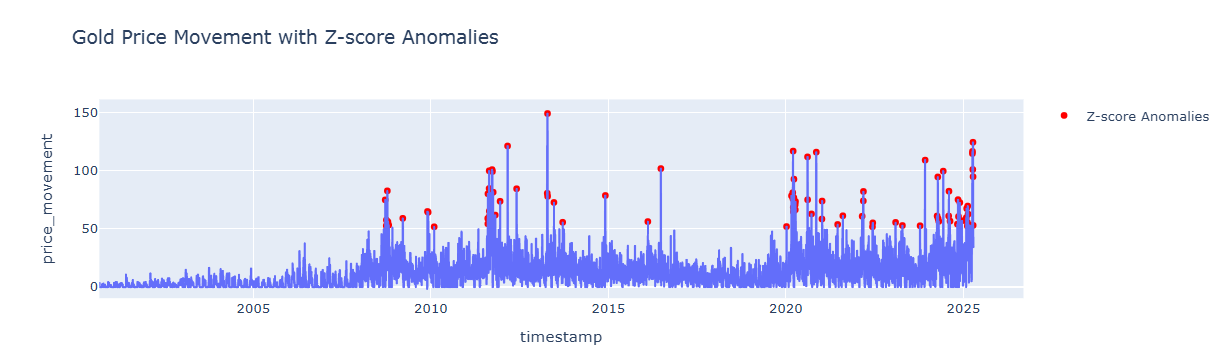 Gold Price Movement with Z-score Anomalies
150
100
50
0
price_movement
2005 2010 2015 2020 2025
timestamp
Z-score Anomalies